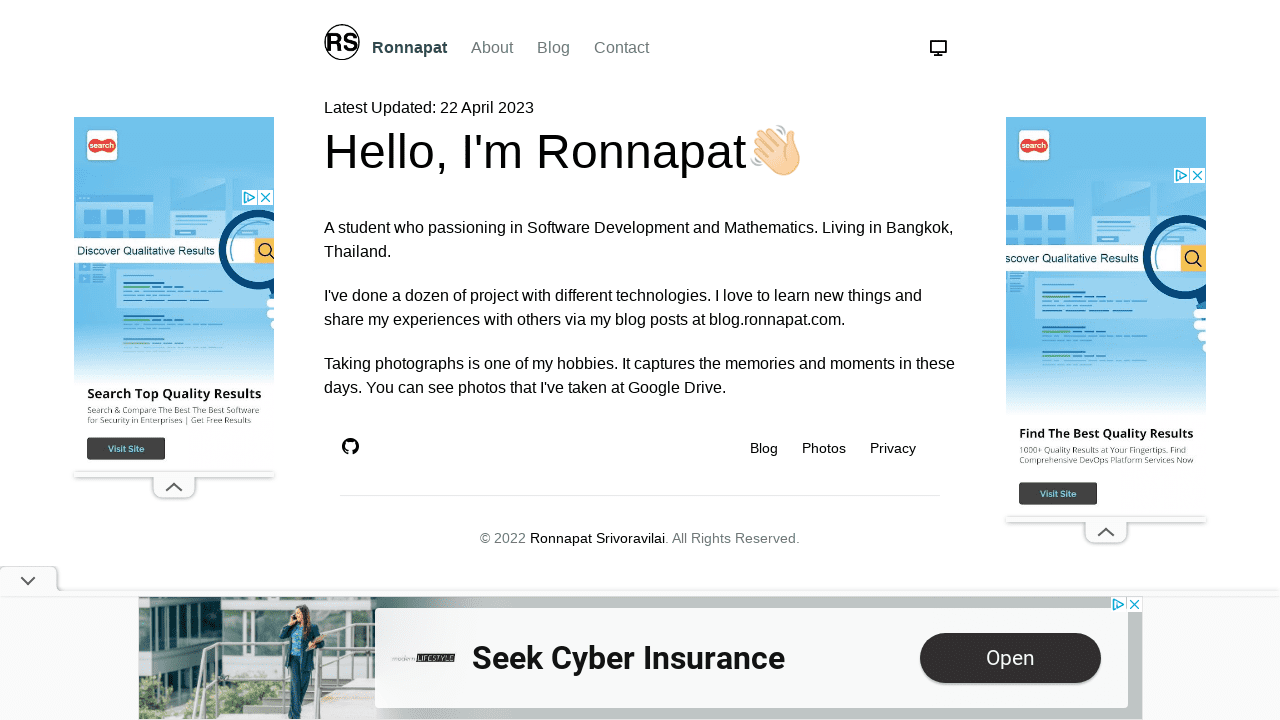 RS Ronnapat About Blog Contact
Latest Updated: 22 April 2023
Hello, I'm Ronnapat
A student who passioning in Software Development and Mathematics. Living in Bangkok,
Thailand.
I've done a dozen of project with different technologies. I love to learn new things and
share my experiences with others via my blog posts at blog.ronnapat.com.
Taking photographs is one of my hobbies. It captures the memories and moments in these
days. You can see photos that I've taken at Google Drive.
Blog Photos Privacy
© 2022 Ronnapat Srivoravilai. All Rights Reserved.
search
Discover Qualitative Results
Search Top Quality Results
Search & Compare The Best The Best Software
for Security in Enterprises | Get Free Results
Visit Site
search
scover Qualitative Results
Find The Best Quality Results
1000+ Quality Results at Your Fingertips. Find
Comprehensive DevOps Platform Services Now
Visit Site
modern LIFESTYLE
Seek Cyber Insurance
Open